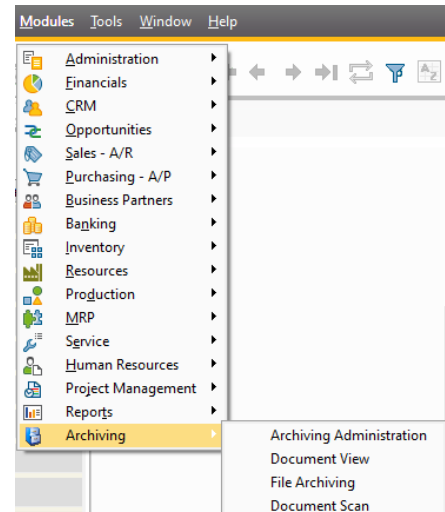 Modules Tools Window Help
Administration
Financials
CRM
Opportunities
Sales - A/R
Purchasing - A/P
Business Partners
Banking
Inventory
Resources
Production
MRP
Service
Human Resources
Project Management
Reports
Archiving
Archiving Administration
Document View
File Archiving
Document Scan